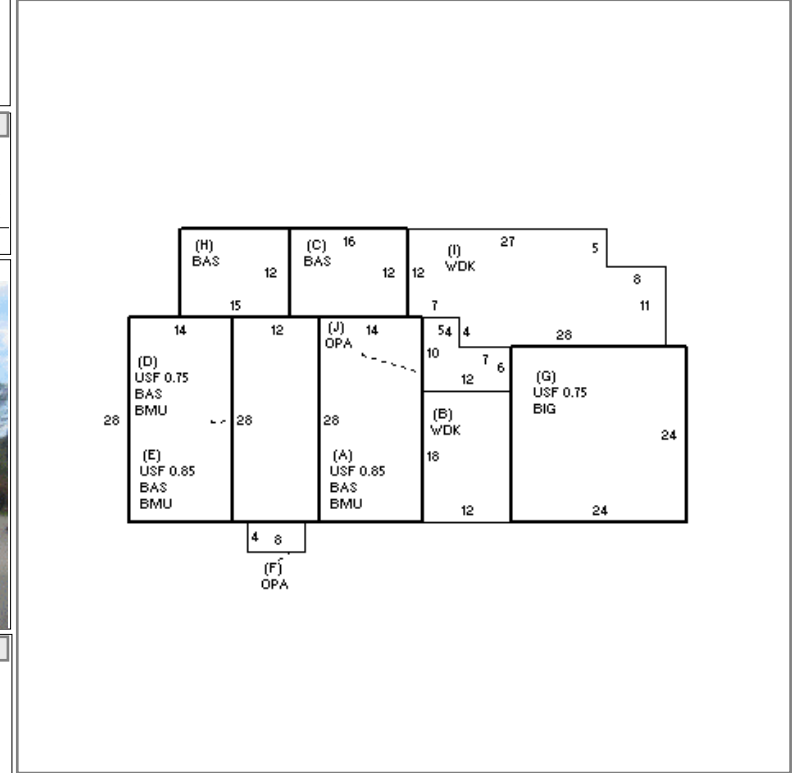 (H)
BAS
12
15
(C) 16
BAS
12
12
(I)
WDK
27
5
8
11
7
28
14
(D)
USF 0.75
BAS
BMU
28
(E)
USF 0.85
BAS
BMU
12
28
(J) 14
OPA
28
(A)
USF 0.85
BAS
BMU
54 4
10
7
6
12
(B)
WDK
18
12
(G)
USF 0.75
BIG
24
24
4 8
(F)
OPA